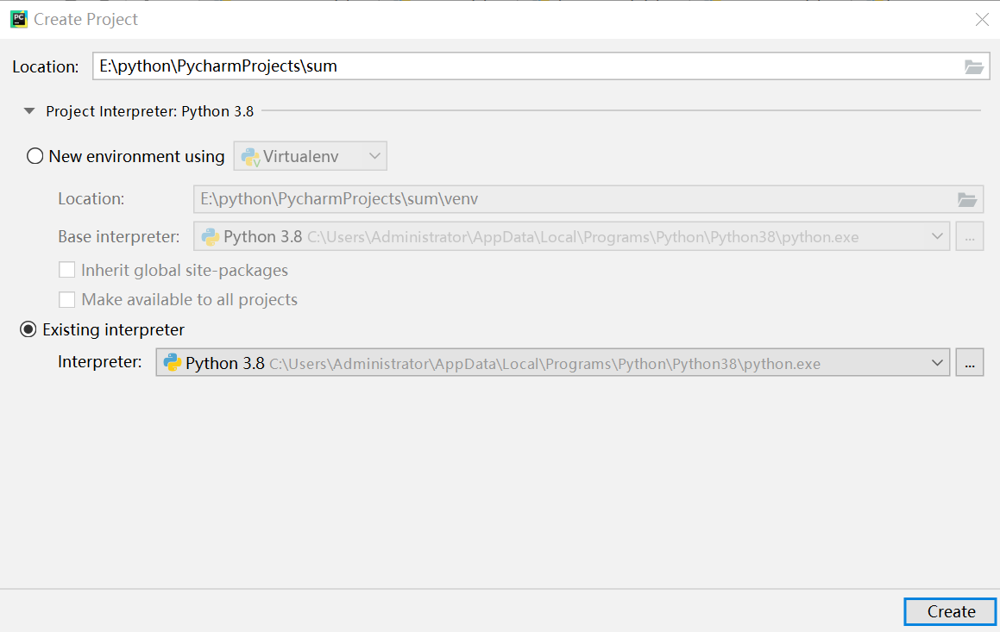 PC Create Project
Location: E:\python\PycharmProjects\sum
Project Interpreter: Python 3.8
New environment using Virtualenv
Location: E:\python\PycharmProjects\sum\venv
Base interpreter: Python 3.8 C:\Users\Administrator\AppData\Local\Programs\Python\Python38\python.exe ...
Inherit global site-packages
Make available to all projects
Existing interpreter
Interpreter: Python 3.8 C:\Users\Administrator\AppData\Local\Programs\Python\Python38\python.exe ...
Create